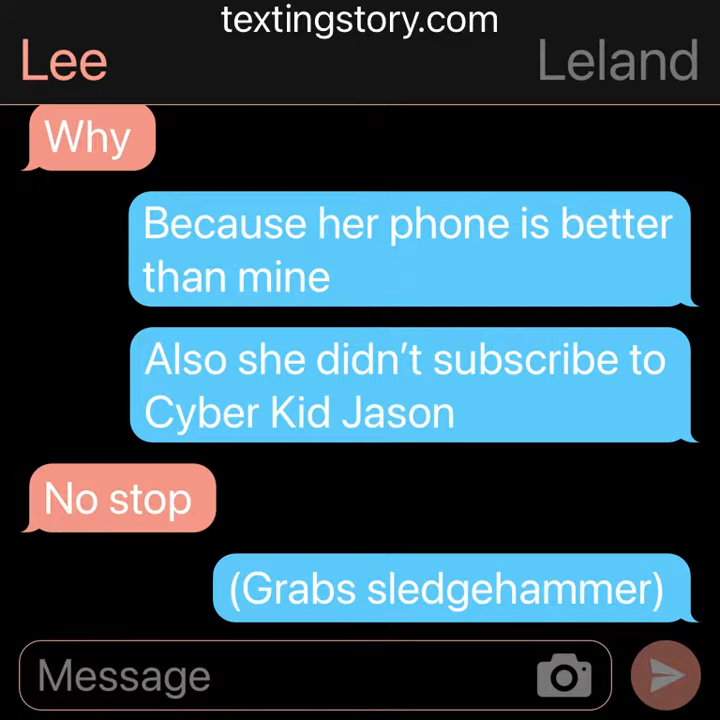 textingstory.com
Lee
Leland
Why
Because her phone is better
than mine
Also she didn’t subscribe to
Cyber Kid Jason
No stop
(Grabs sledgehammer)
Message